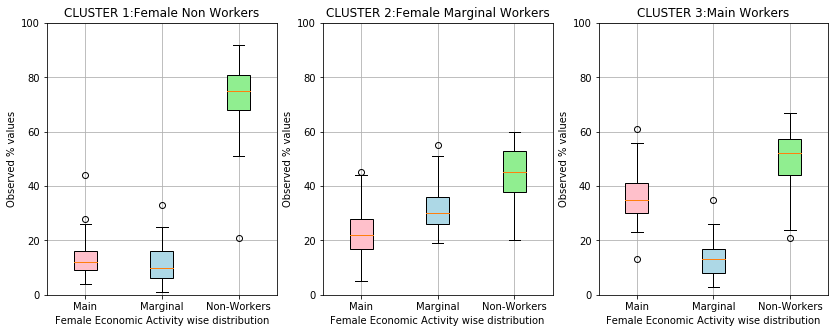 CLUSTER 1:Female Non Workers
Observed % values
100
80
60
40
20
0
Main Marginal Non-Workers
Female Economic Activity wise distribution
CLUSTER 2:Female Marginal Workers
Observed % values
100
80
60
40
20
0
Main Marginal Non-Workers
Female Economic Activity wise distribution
CLUSTER 3:Main Workers
Observed % values
100
80
60
40
20
0
Main Marginal Non-Workers
Female Economic Activity wise distribution